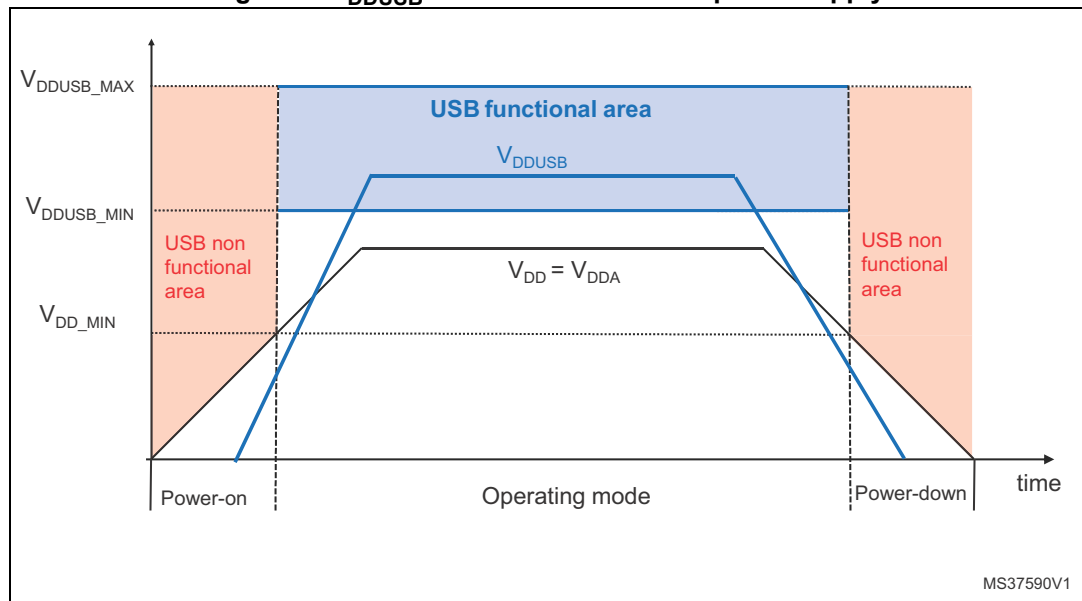 DDUSB
VDDUSB_MAX
USB functional area
VDDUSB
VDDUSB_MIN
USB non
functional
area
USB non
functional
area
VDD = VDDA
VDD_MIN
time
Power-on
Operating mode
Power-down
MS37590V1